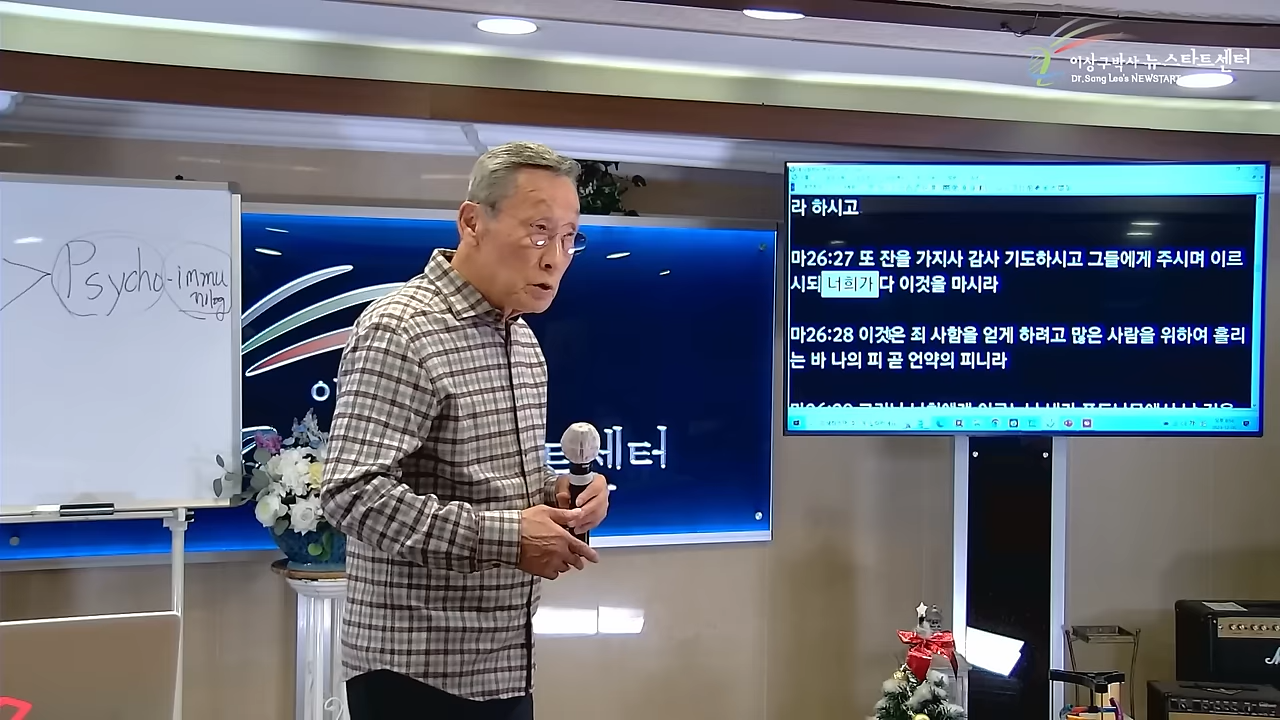 이상구박사 뉴스타트센터
Dr.Sang Lee's NEWSTART
Psycho-immu
nilog
트센터
라 하시고
마26:27 또 잔을 가지사 감사 기도하시고 그들에게 주시며 이르
시되 너희가 다 이것을 마시라
마26:28 이것은 죄 사함을 얻게 하려고 많은 사람을 위하여 흘리
는 바 나의 피 곧 언약의 피니라